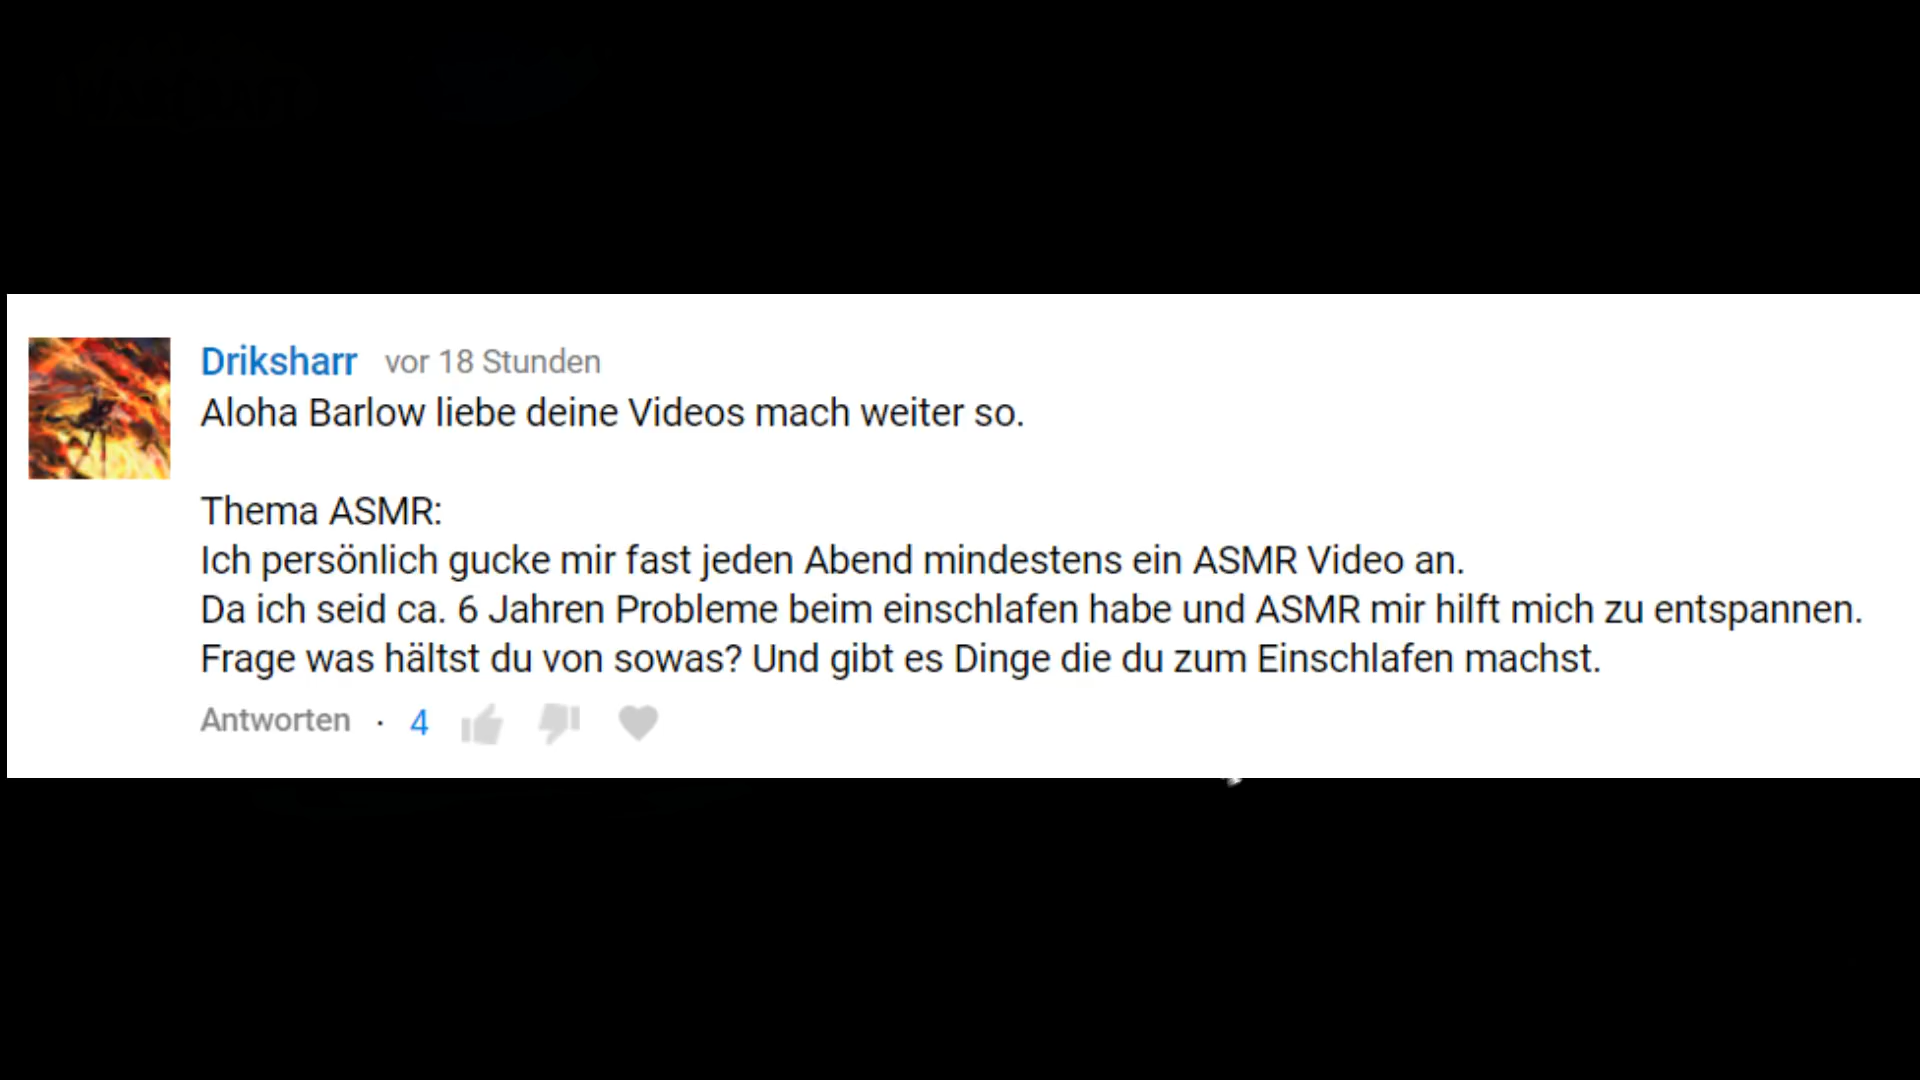 Driksharr vor 18 Stunden
Aloha Barlow liebe deine Videos mach weiter so.
Thema ASMR:
Ich persönlich gucke mir fast jeden Abend mindestens ein ASMR Video an.
Da ich seid ca. 6 Jahren Probleme beim einschlafen habe und ASMR mir hilft mich zu entspannen.
Frage was hältst du von sowas? Und gibt es Dinge die du zum Einschlafen machst.
Antworten · 4